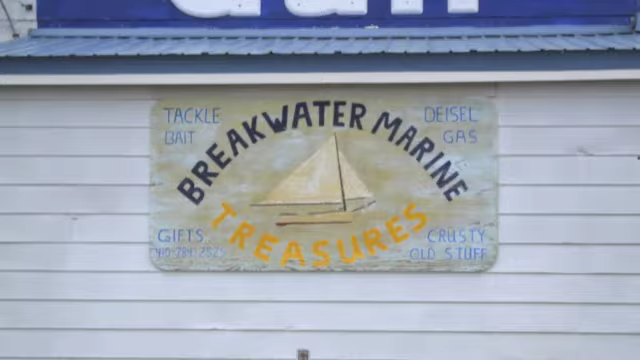 TACKLE
BAIT
BREAKWATER MARINE
DEISEL
GAS
TREASURES
GIFTS
CRUSTY
OLD STUFF